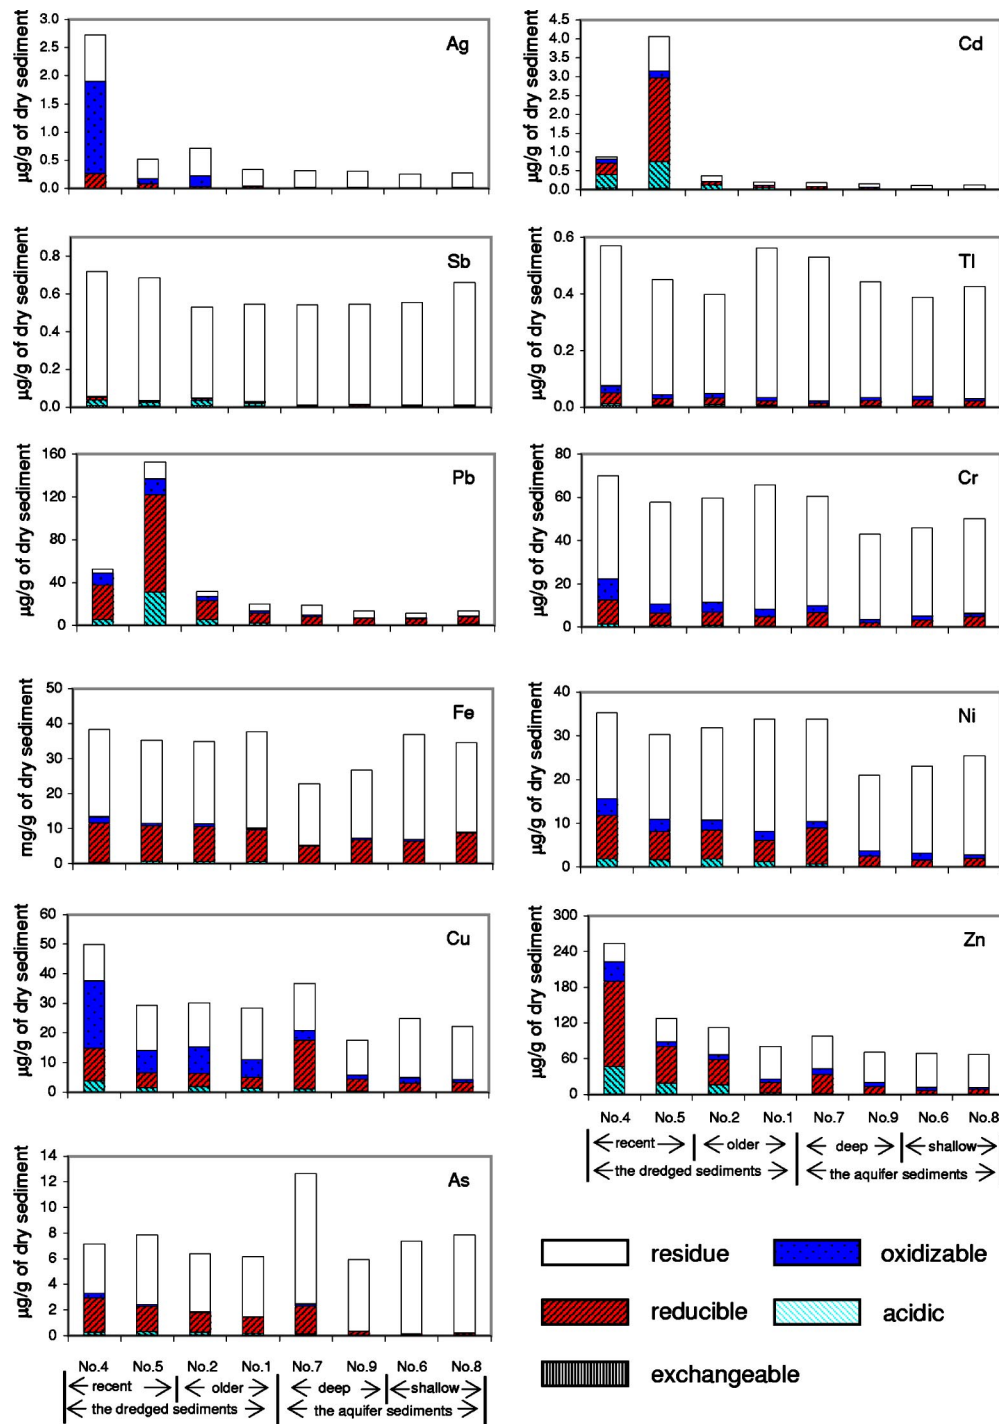 µg/g of dry sediment
3.0
2.5
2.0
1.5
1.0
0.5
0.0
Ag
µg/g of dry sediment
4.5
4.0
3.5
3.0
2.5
2.0
1.5
1.0
0.5
0.0
Cd
µg/g of dry sediment
0.8
0.6
0.4
0.2
0.0
Sb
µg/g of dry sediment
0.6
0.4
0.2
0.0
Tl
µg/g of dry sediment
160
120
80
40
0
Pb
µg/g of dry sediment
80
60
40
20
0
Cr
mg/g of dry sediment
50
40
30
20
10
0
Fe
µg/g of dry sediment
40
30
20
10
0
Ni
µg/g of dry sediment
60
50
40
30
20
10
0
Cu
µg/g of dry sediment
300
240
180
120
60
0
Zn
No.4 No.5 No.2 No.1 No.7 No.9 No.6 No.8
recent older deep shallow
the dredged sediments the aquifer sediments
µg/g of dry sediment
14
12
10
8
6
4
2
0
As
No.4 No.5 No.2 No.1 No.7 No.9 No.6 No.8
recent older deep shallow
the dredged sediments the aquifer sediments
residue oxidizable
reducible acidic
exchangeable